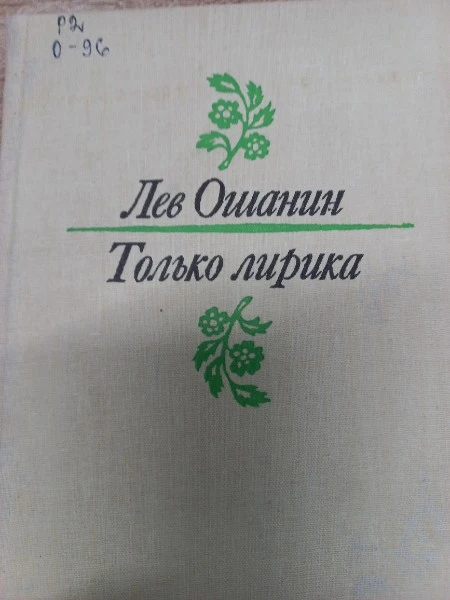 Р2
О-96
Лев Ошанин
Только лирика